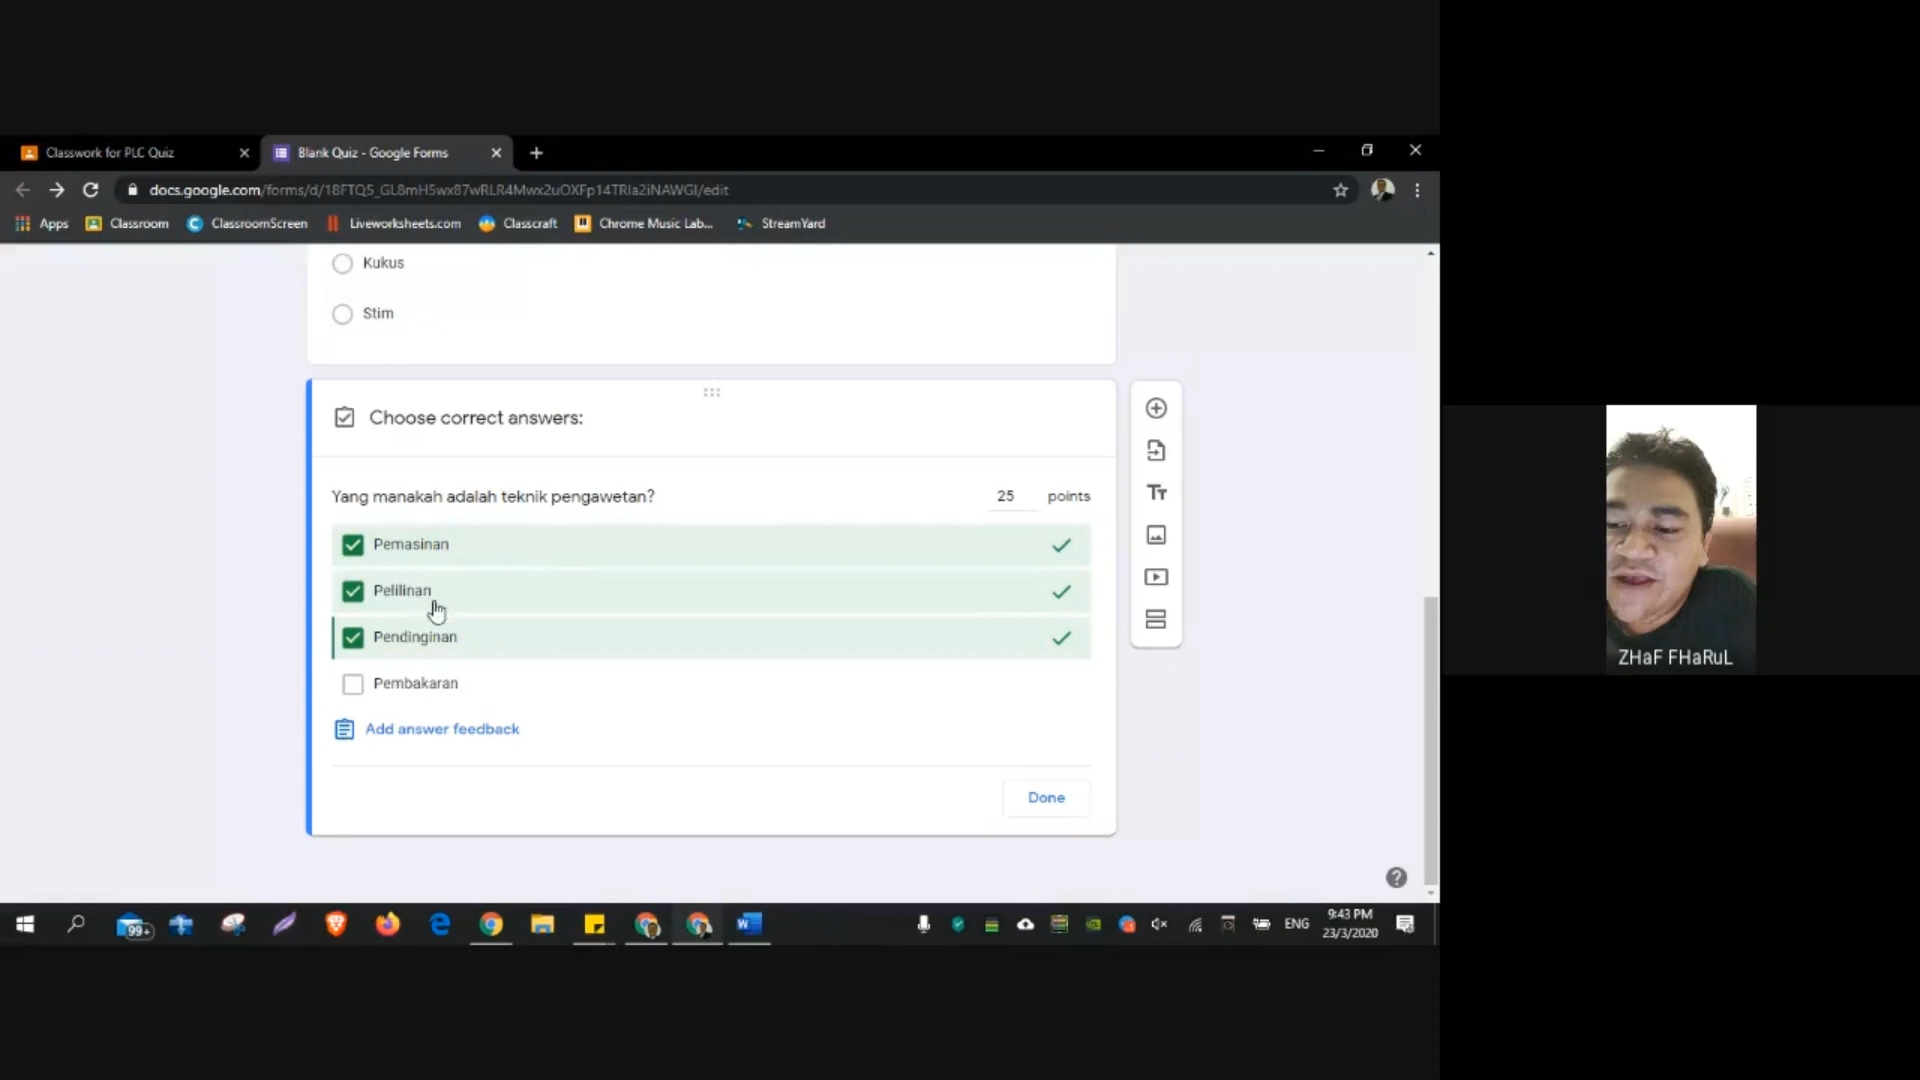 Classwork for PLC Quiz
Blank Quiz - Google Forms
docs.google.com/forms/d/18FTQ5_GL8mH5wx87wRLR4Mwx2uOXFp14TRla2iNAWGI/edit
Apps
Classroom
ClassroomScreen
Liveworksheets.com
Classcraft
Chrome Music Lab...
StreamYard
Kukus
Stim
Choose correct answers:
Yang manakah adalah teknik pengawetan? 25 points
Pemasinan
Pelilinan
Pendinginan
Pembakaran
Add answer feedback
Done
ZHaF FHaRuL
99+
ENG
9:43 PM
23/3/2020